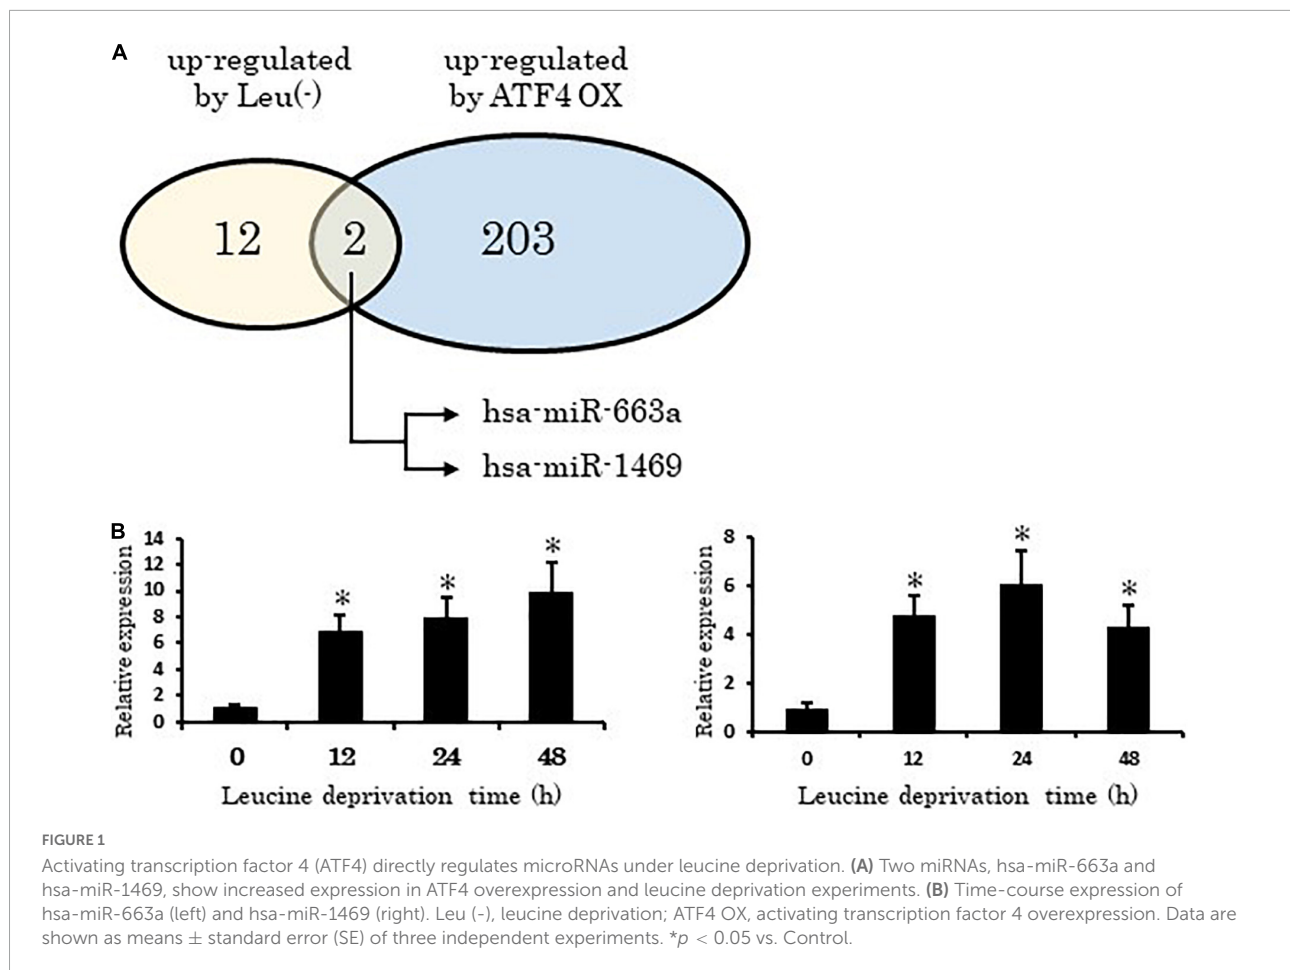 A
up-regulated
by Leu(-)
up-regulated
by ATF4 OX
12
2
203
hsa-miR-663a
hsa-miR-1469
B
Relative expression
14
12
10
8
6
4
2
0
*
*
*
0 12 24 48
Leucine deprivation time (h)
Relative expression
8
6
4
2
0
*
*
*
0 12 24 48
Leucine deprivation time (h)
FIGURE 1
Activating transcription factor 4 (ATF4) directly regulates microRNAs under leucine deprivation. (A) Two miRNAs, hsa-miR-663a and
hsa-miR-1469, show increased expression in ATF4 overexpression and leucine deprivation experiments. (B) Time-course expression of
hsa-miR-663a (left) and hsa-miR-1469 (right). Leu (-), leucine deprivation; ATF4 OX, activating transcription factor 4 overexpression. Data are
shown as means ± standard error (SE) of three independent experiments. *p < 0.05 vs. Control.